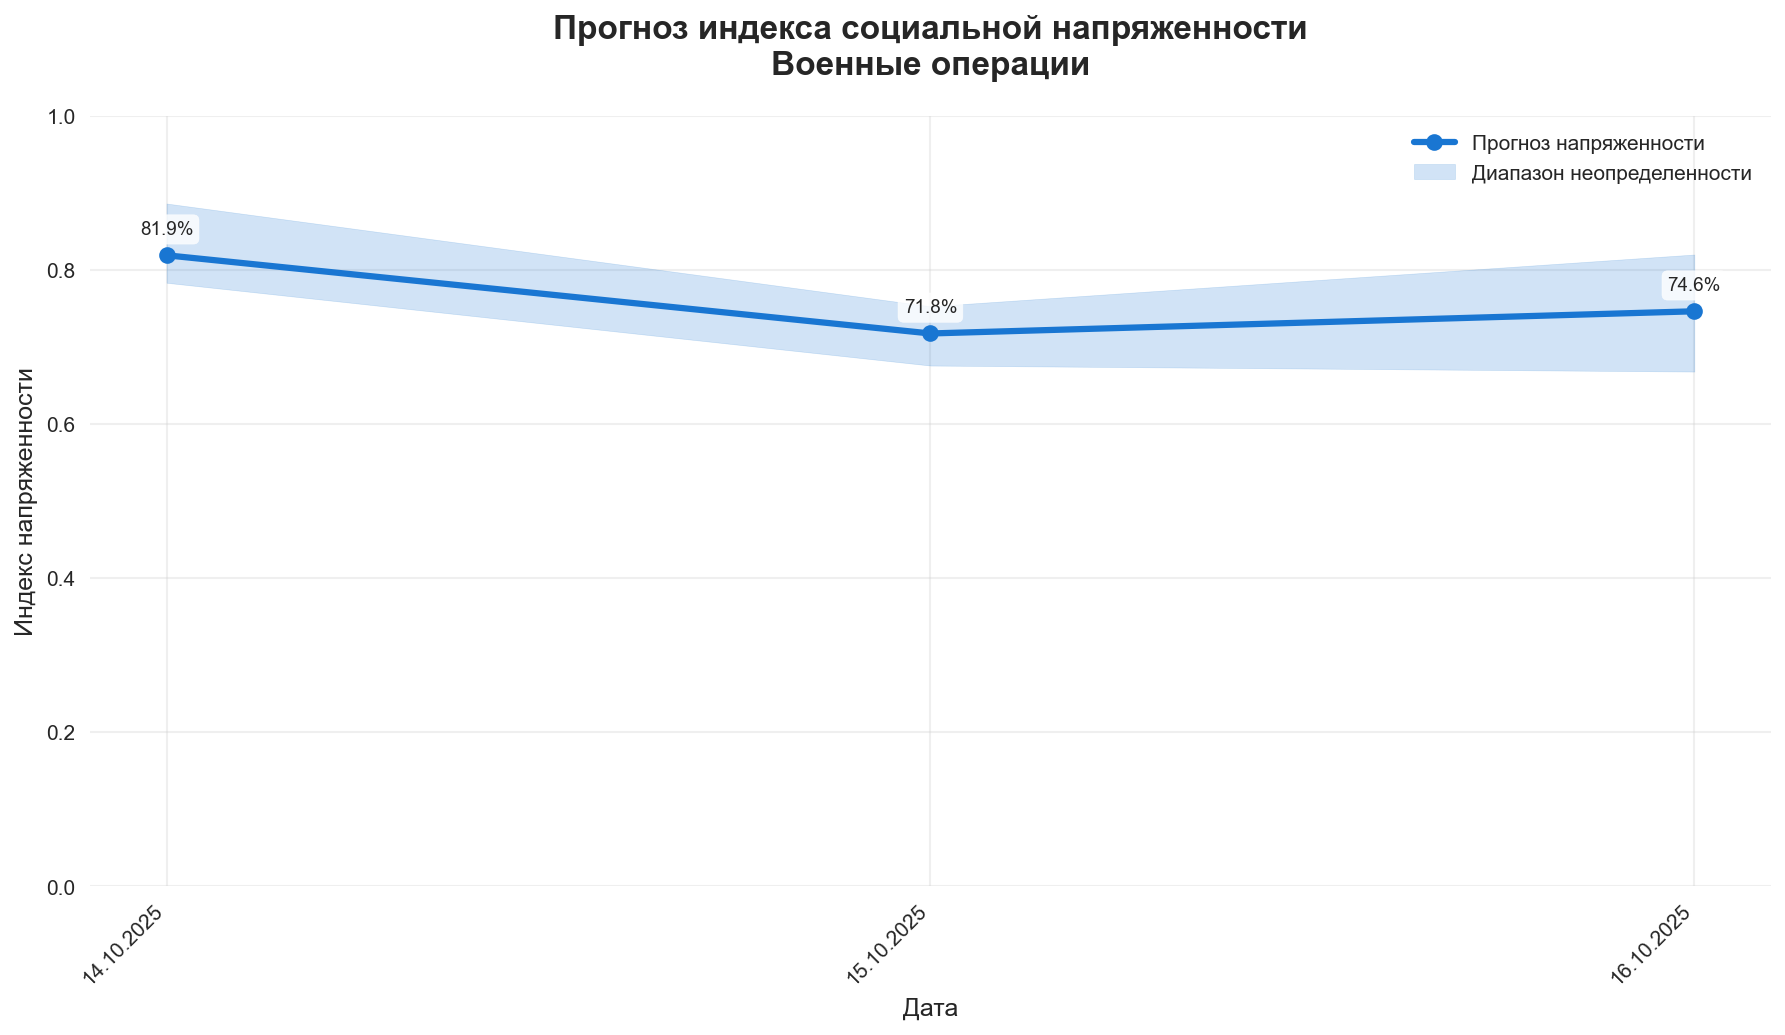 Прогноз индекса социальной напряженности
Военные операции
1.0
Прогноз напряженности
Диапазон неопределенности
81.9%
0.8
74.6%
71.8%
0.6
Индекс напряженности
0.4
0.2
0.0
14.10.2025
15.10.2025
16.10.2025
Дата